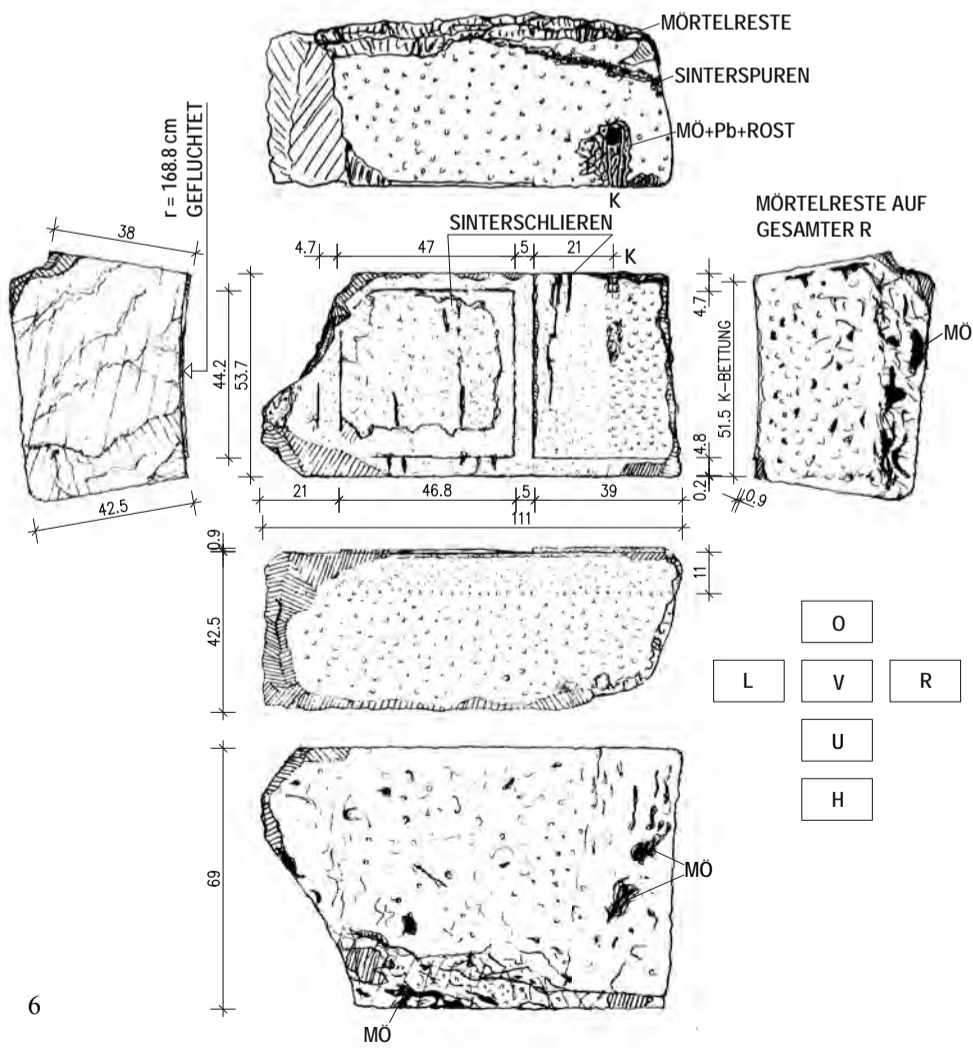 MÖRTELRESTE
SINTERSPUREN
MÖ+Pb+ROST
K
r = 168.8 cm
GEFLUCHTET
MÖRTELRESTE AUF
GESAMTER R
SINTERSCHLIEREN
38
4.7
47
5
21
K
44.2
53.7
4.7
51.5 K–BETTUNG
4.8
0.2
MÖ
42.5
21
46.8
5
39
0.9
111
0.9
42.5
11
O
L
V
R
U
H
69
MÖ
MÖ
6